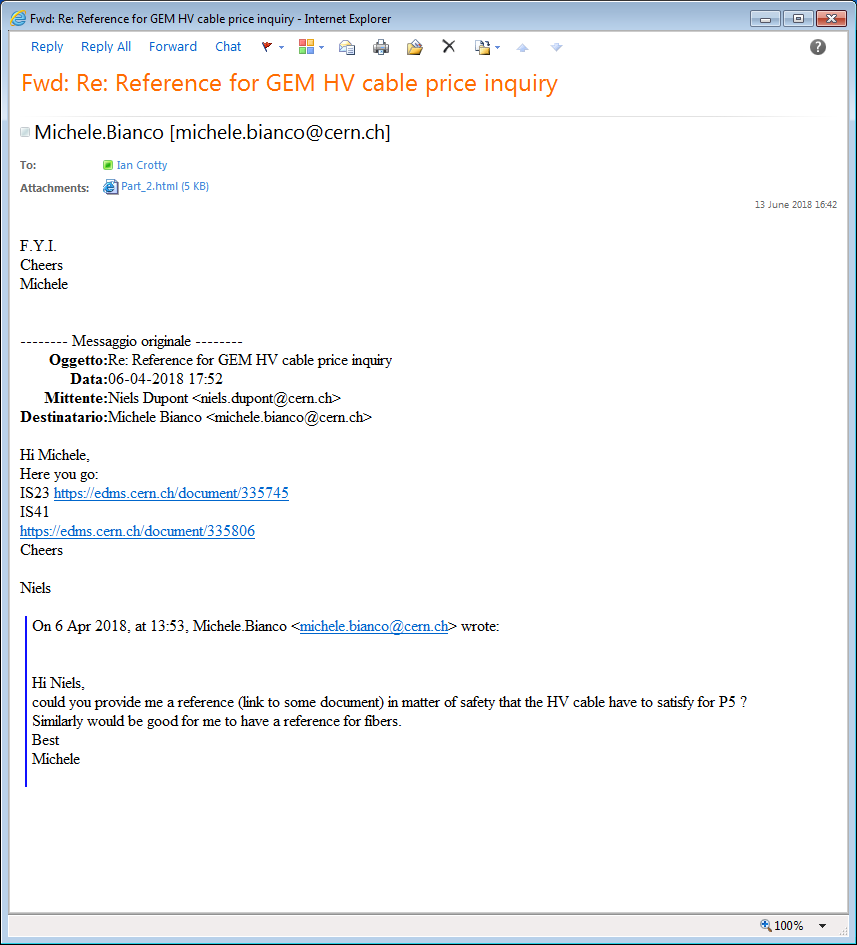 Fwd: Re: Reference for GEM HV cable price inquiry - Internet Explorer
Reply Reply All Forward Chat
Fwd: Re: Reference for GEM HV cable price inquiry
Michele.Bianco [michele.bianco@cern.ch]
To: Ian Crotty
Attachments: Part_2.html (5 KB)
13 June 2018 16:42
F.Y.I.
Cheers
Michele
-------- Messaggio originale --------
Oggetto:Re: Reference for GEM HV cable price inquiry
Data:06-04-2018 17:52
Mittente:Niels Dupont <niels.dupont@cern.ch>
Destinatario:Michele Bianco <michele.bianco@cern.ch>
Hi Michele,
Here you go:
IS23 https://edms.cern.ch/document/335745
IS41
https://edms.cern.ch/document/335806
Cheers
Niels
On 6 Apr 2018, at 13:53, Michele.Bianco <michele.bianco@cern.ch> wrote:
Hi Niels,
could you provide me a reference (link to some document) in matter of safety that the HV cable have to satisfy for P5 ?
Similarly would be good for me to have a reference for fibers.
Best
Michele
100%